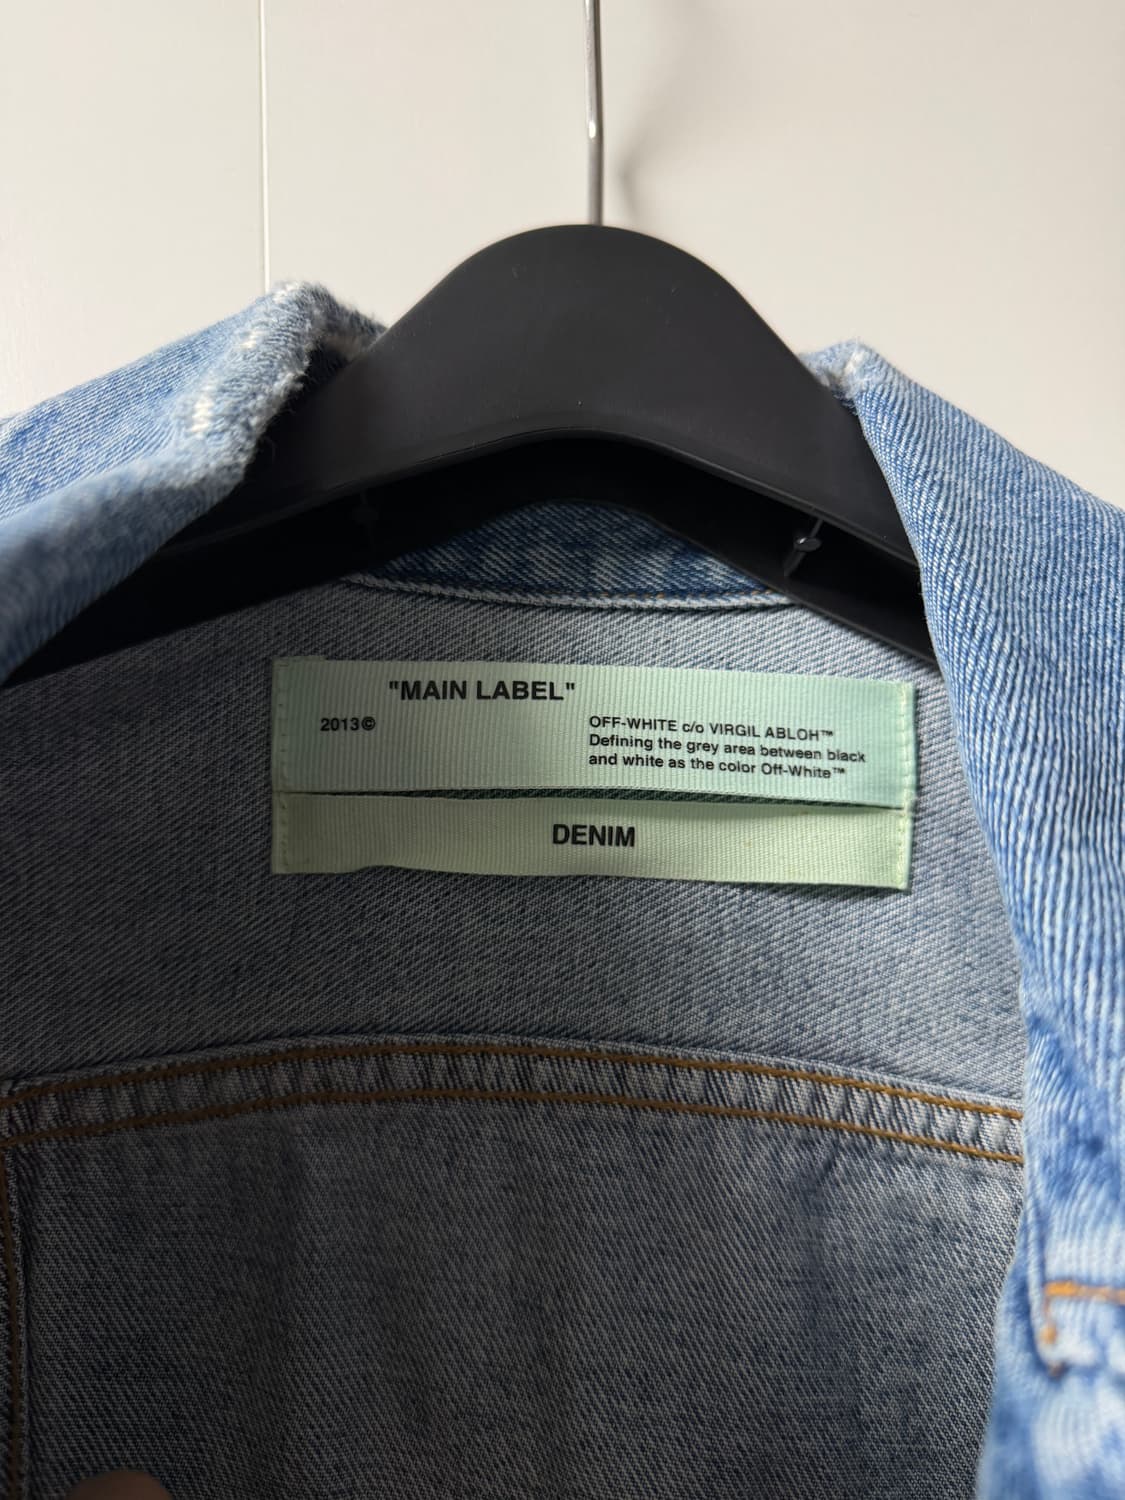 "MAIN LABEL"
2013©
OFF-WHITE c/o VIRGIL ABLOH™
Defining the grey area between black
and white as the color Off-White™
DENIM